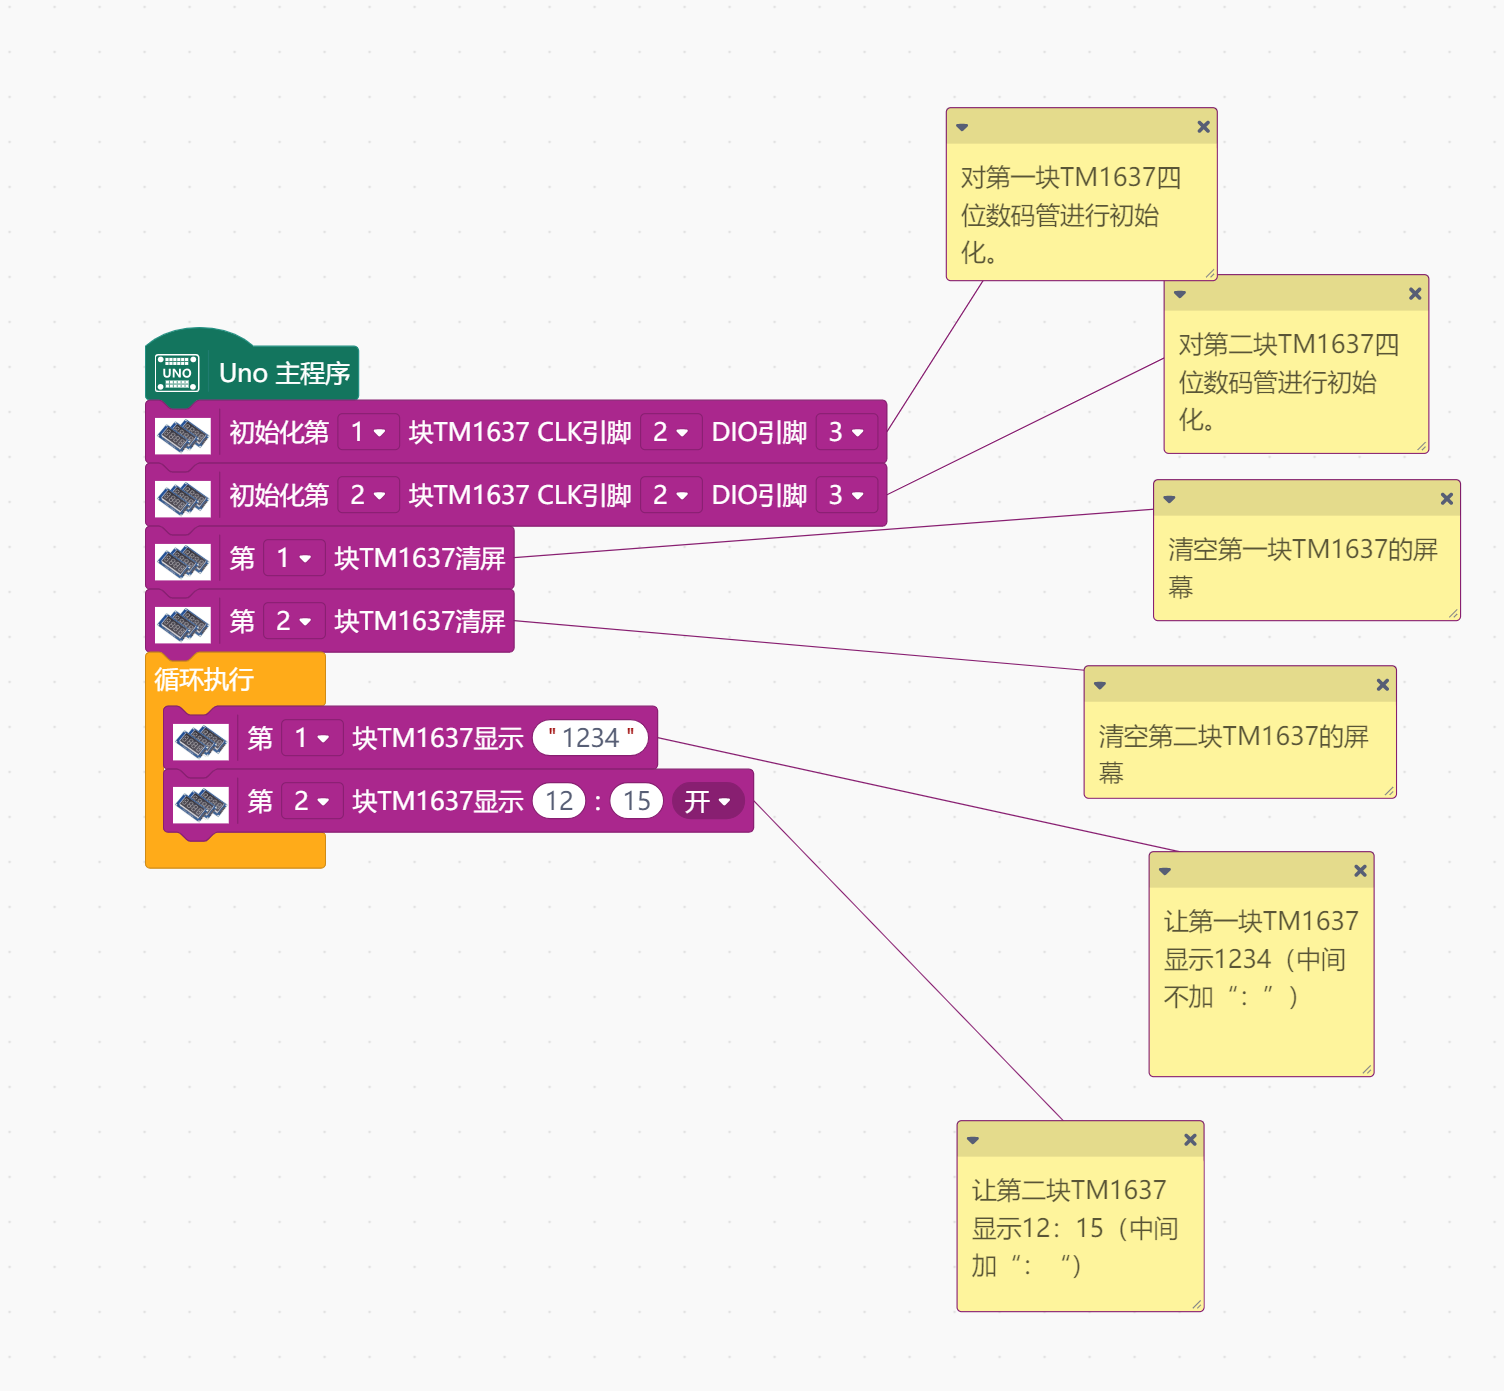 UNO Uno 主程序
初始化第 1 块TM1637 CLK引脚 2 DIO引脚 3
初始化第 2 块TM1637 CLK引脚 2 DIO引脚 3
第 1 块TM1637清屏
第 2 块TM1637清屏
循环执行
第 1 块TM1637显示 "1234"
第 2 块TM1637显示 12 : 15 开
对第一块TM1637四
位数码管进行初始
化。
对第二块TM1637四
位数码管进行初始
化。
清空第一块TM1637的屏
幕
清空第二块TM1637的屏
幕
让第一块TM1637
显示1234（中间
不加“：”）
让第二块TM1637
显示12：15（中间
加“：“）